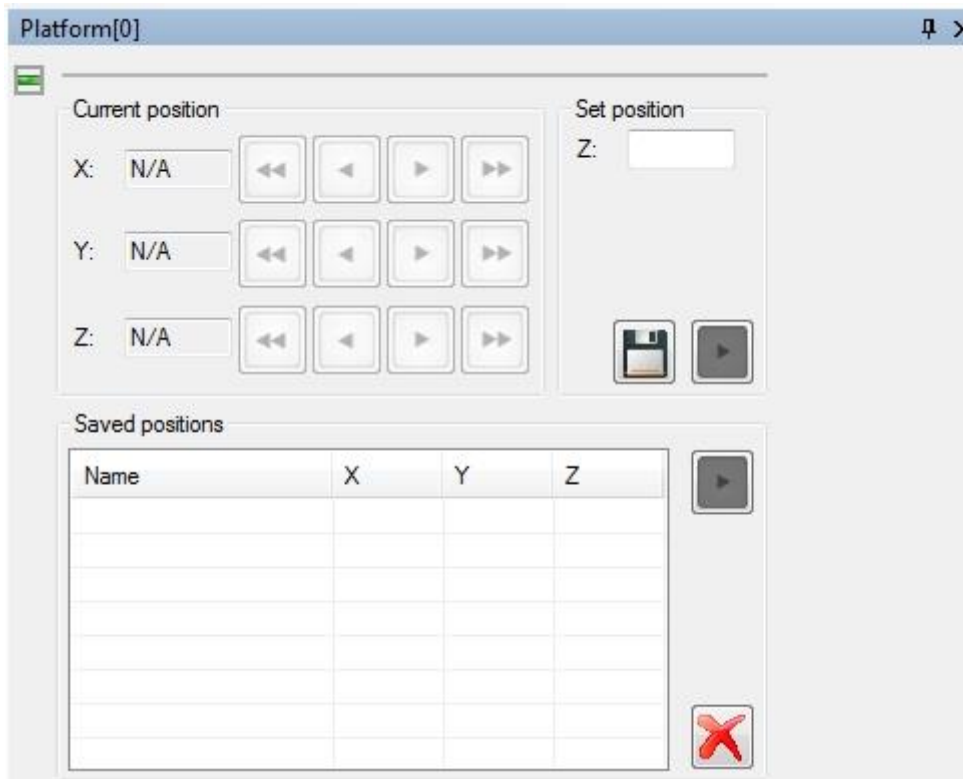 Platform[0]
Current position
Set position
X: N/A
Z:
Y: N/A
Z: N/A
Saved positions
Name X Y Z